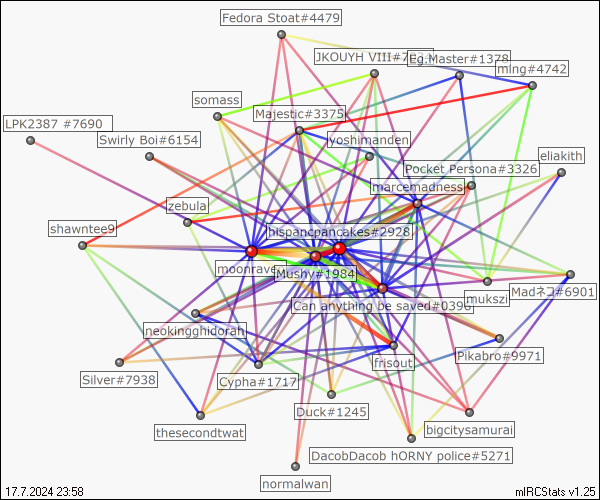 Fedora Stoat#4479
JKOUYH VIII#7
Eg.Master#1378
ming#4742
somass
Majestic#3375
LPK2387 #7690
Swirly Boi#6154
yoshimanden
eliakith
Pocket Persona#3326
marcemadness
zebula
shawntee9
hispancpancakes#2928
moonrave
Mushy#1984
Madネコ#6901
mukszi
Can anything be saved#0396
neokingghidorah
Pikabro#9971
lfrisout
Silver#7938
Cypha#1717
Duck#1245
bigcitysamurai
thesecondtwat
DacobDacob hORNY police#5271
normalwan
17.7.2024 23:58
mIRCStats v1.25